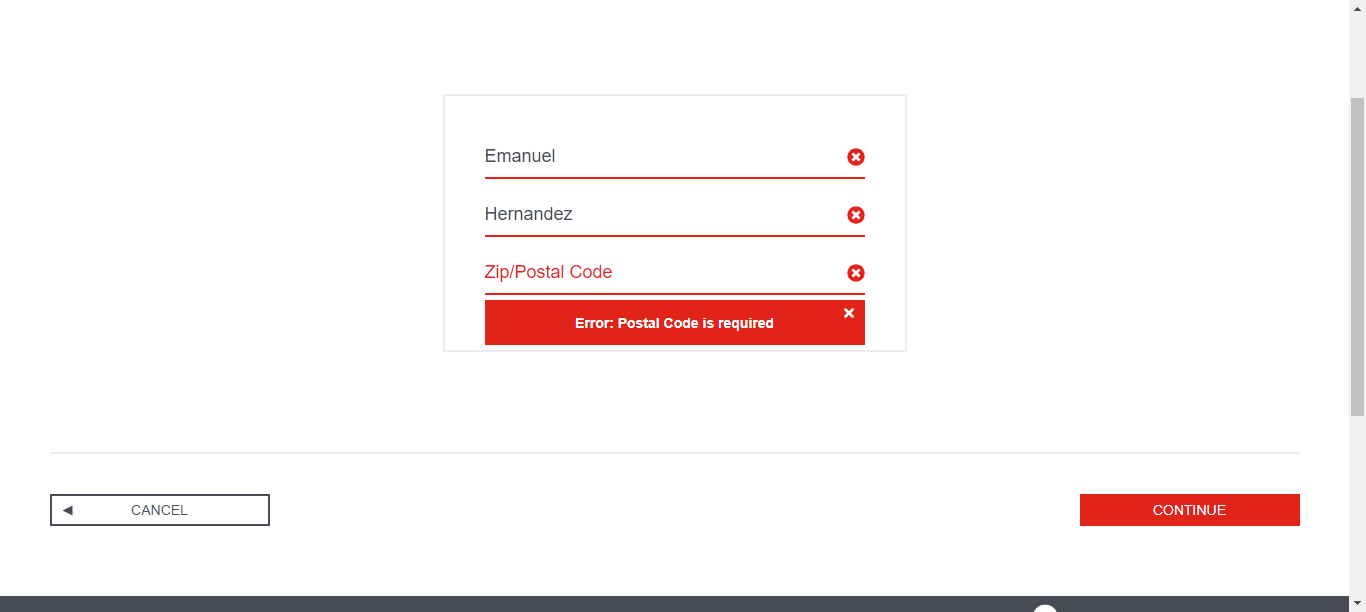 Emanuel
Hernandez
Zip/Postal Code
Error: Postal Code is required
CANCEL
CONTINUE